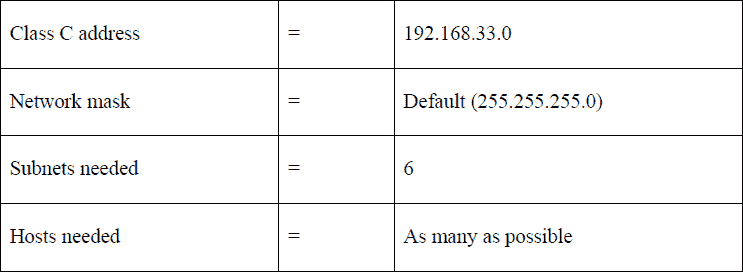 Class C address = 192.168.33.0
Network mask = Default (255.255.255.0)
Subnets needed = 6
Hosts needed = As many as possible